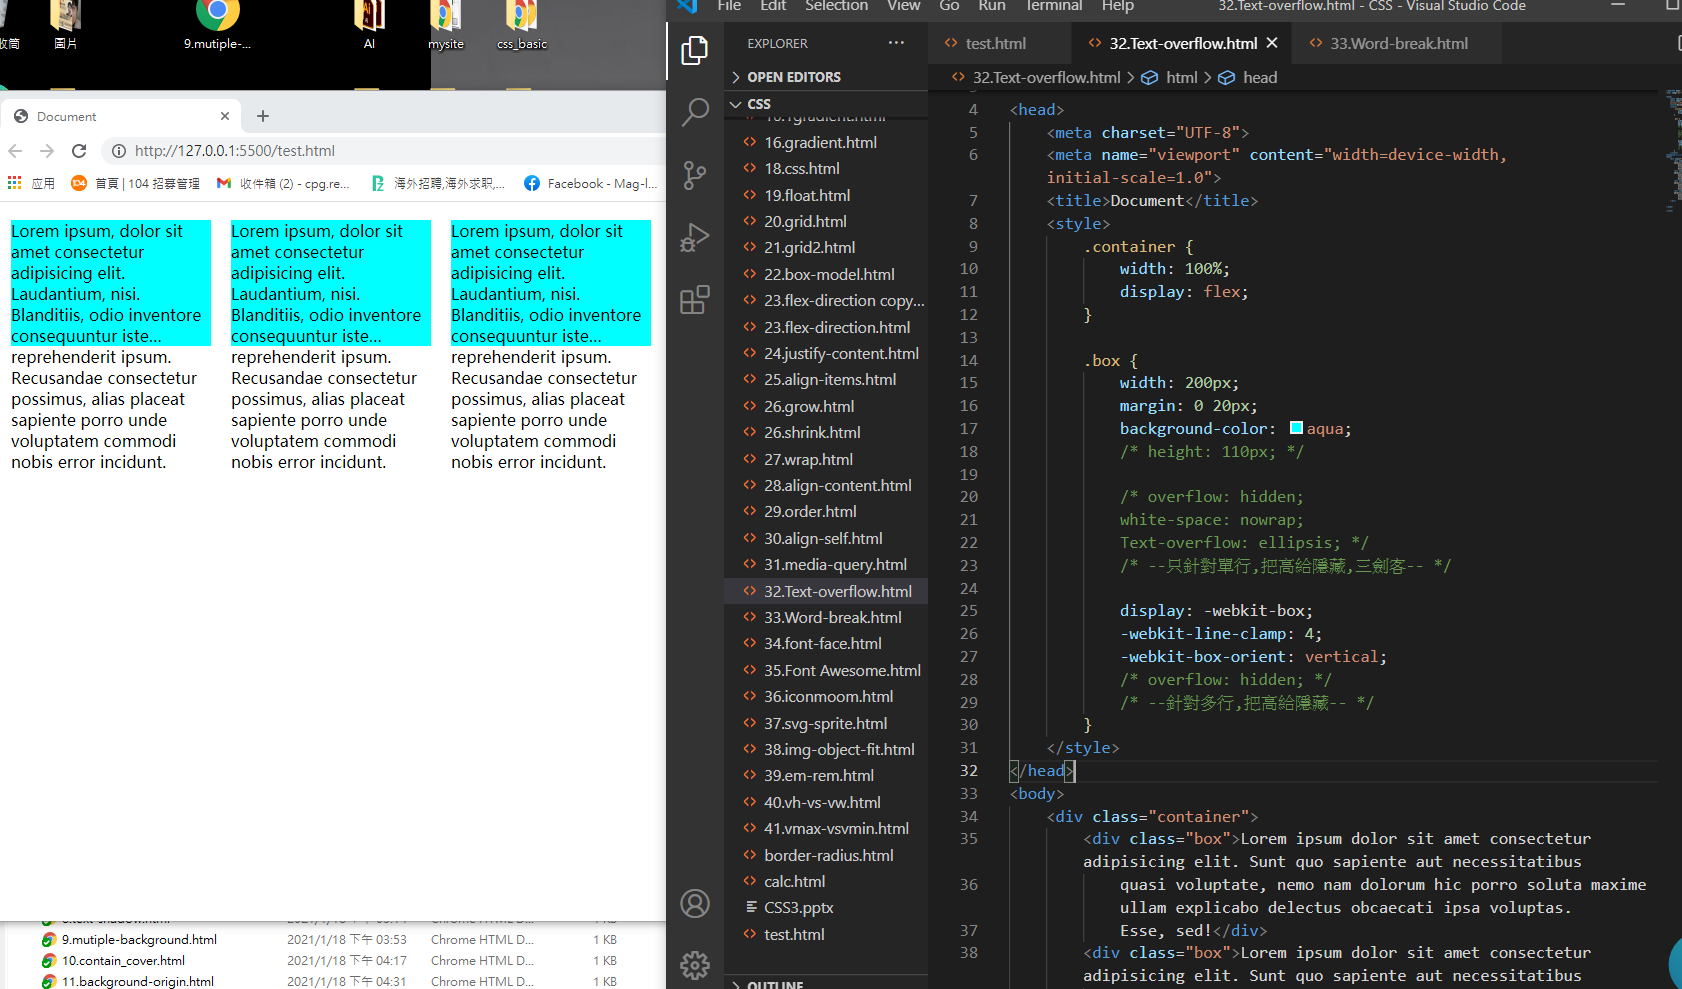 收筒
圖片
9.mutiple-...
AI
mysite
css_basic
Document
http://127.0.0.1:5500/test.html
应用
104
首頁 | 104 招募管理
收件箱 (2) - cpg.re...
海外招聘,海外求职,...
Facebook - Mag-l...
Lorem ipsum, dolor sit
amet consectetur
adipisicing elit.
Laudantium, nisi.
Blanditiis, odio inventore
consequuntur iste...
reprehenderit ipsum.
Recusandae consectetur
possimus, alias placeat
sapiente porro unde
voluptatem commodi
nobis error incidunt.
Lorem ipsum, dolor sit
amet consectetur
adipisicing elit.
Laudantium, nisi.
Blanditiis, odio inventore
consequuntur iste...
reprehenderit ipsum.
Recusandae consectetur
possimus, alias placeat
sapiente porro unde
voluptatem commodi
nobis error incidunt.
Lorem ipsum, dolor sit
amet consectetur
adipisicing elit.
Laudantium, nisi.
Blanditiis, odio inventore
consequuntur iste...
reprehenderit ipsum.
Recusandae consectetur
possimus, alias placeat
sapiente porro unde
voluptatem commodi
nobis error incidunt.
9.mutiple-background.html 2021/1/18 下午 03:53 Chrome HTML D... 1 KB
10.contain_cover.html 2021/1/18 下午 04:17 Chrome HTML D... 1 KB
11.background-origin.html 2021/1/18 下午 04:31 Chrome HTML D... 1 KB
File Edit Selection View Go Run Terminal Help 32.Text-overflow.html - CSS - Visual Studio Code
EXPLORER ...
OPEN EDITORS
CSS
16.gradient.html
18.css.html
19.float.html
20.grid.html
21.grid2.html
22.box-model.html
23.flex-direction copy...
23.flex-direction.html
24.justify-content.html
25.align-items.html
26.grow.html
26.shrink.html
27.wrap.html
28.align-content.html
29.order.html
30.align-self.html
31.media-query.html
32.Text-overflow.html
33.Word-break.html
34.font-face.html
35.Font Awesome.html
36.iconmoom.html
37.svg-sprite.html
38.img-object-fit.html
39.em-rem.html
40.vh-vs-vw.html
41.vmax-vsvmin.html
border-radius.html
calc.html
CSS3.pptx
test.html
OUTLINE
test.html 32.Text-overflow.html 33.Word-break.html
32.Text-overflow.html > html > head
4 <head>
5 <meta charset="UTF-8">
6 <meta name="viewport" content="width=device-width,
initial-scale=1.0">
7 <title>Document</title>
8 <style>
9 .container {
10 width: 100%;
11 display: flex;
12 }
13
14 .box {
15 width: 200px;
16 margin: 0 20px;
17 background-color: aqua;
18 /* height: 110px; */
19
20 /* overflow: hidden;
21 white-space: nowrap;
22 Text-overflow: ellipsis; */
23 /* --只針對單行,把高給隱藏,三劍客-- */
24
25 display: -webkit-box;
26 -webkit-line-clamp: 4;
27 -webkit-box-orient: vertical;
28 /* overflow: hidden; */
29 /* --針對多行,把高給隱藏-- */
30 }
31 </style>
32 </head>
33 <body>
34 <div class="container">
35 <div class="box">Lorem ipsum dolor sit amet consectetur
adipisicing elit. Sunt quo sapiente aut necessitatibus
36 quasi voluptate, nemo nam dolorum hic porro soluta maxime
ullam explicabo delectus obcaecati ipsa voluptas.
37 Esse, sed!</div>
38 <div class="box">Lorem ipsum dolor sit amet consectetur
adipisicing elit. Sunt quo sapiente aut necessitatibus